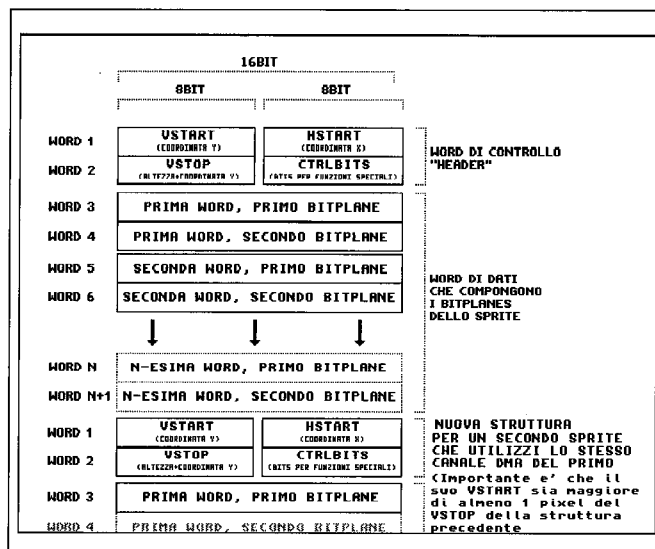 16BIT
8BIT 8BIT
WORD 1 VSTART HSTART
(COORDINATA Y) (COORDINATA X)
WORD 2 VSTOP CTRLBITS
(ALTEZZA+COORDINATA Y) (BITS PER FUNZIONI SPECIALI)
WORD DI CONTROLLO
"HEADER"
WORD 3 PRIMA WORD, PRIMO BITPLANE
WORD 4 PRIMA WORD, SECONDO BITPLANE
WORD 5 SECONDA WORD, PRIMO BITPLANE
WORD 6 SECONDA WORD, SECONDO BITPLANE
WORD DI DATI
CHE COMPONGONO
I BITPLANES
DELLO SPRITE
WORD N N-ESIMA WORD, PRIMO BITPLANE
WORD N+1 N-ESIMA WORD, SECONDO BITPLANE
WORD 1 VSTART HSTART
(COORDINATA Y) (COORDINATA X)
WORD 2 VSTOP CTRLBITS
(ALTEZZA+COORDINATA Y) (BITS PER FUNZIONI SPECIALI)
WORD 3 PRIMA WORD, PRIMO BITPLANE
WORD 4 PRIMA WORD, SECONDO BITPLANE
NUOVA STRUTTURA
PER UN SECONDO SPRITE
CHE UTILIZZI LO STESSO
CANALE DMA DEL PRIMO
(Importante e' che il
suo VSTART sia maggiore
di almeno 1 pixel del
VSTOP della struttura
precedente